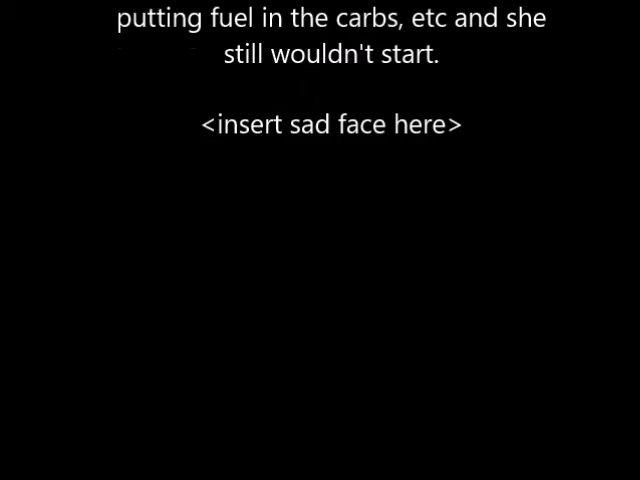 putting fuel in the carbs, etc and she
still wouldn't start.
<insert sad face here>